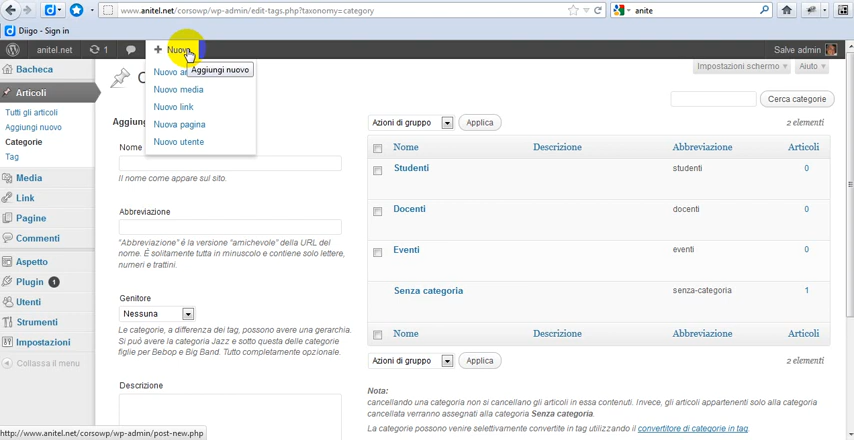 www.anitel.net/corsowp/wp-admin/edit-tags.php?taxonomy=category
anite
Diigo - Sign in
anitel.net 1 + Nuovo Salve admin
Aggiungi nuovo
Nuovo media
Nuovo link
Nuova pagina
Nuovo utente
Impostazioni schermo Aiuto
Cerca categorie
Bacheca
Articoli
Tutti gli articoli
Aggiungi nuovo
Categorie
Tag
Media
Link
Pagine
Commenti
Aspetto
Plugin 1
Utenti
Strumenti
Impostazioni
Collassa il menu
Nome
Il nome come appare sul sito.
Abbreviazione
"Abbreviazione" è la versione "amichevole" della URL del
nome. È solitamente tutta in minuscolo e contiene solo lettere,
numeri e trattini.
Genitore
Nessuna
Le categorie, a differenza dei tag, possono avere una gerarchia.
Si può avere la categoria Jazz e sotto questa delle categorie
figlie per Bebop e Big Band. Tutto completamente opzionale.
Descrizione
Azioni di gruppo Applica 2 elementi
Nome Descrizione Abbreviazione Articoli
Studenti studenti 0
Docenti docenti 0
Eventi eventi 0
Senza categoria senza-categoria 1
Nome Descrizione Abbreviazione Articoli
Azioni di gruppo Applica 2 elementi
Nota:
cancellando una categoria non si cancellano gli articoli in essa contenuti. Invece, gli articoli appartenenti solo alla categoria
cancellata verranno assegnati alla categoria Senza categoria.
Le categorie possono venire selettivamente convertite in tag utilizzando il convertitore di categorie in tag.
http://www.anitel.net/corsowp/wp-admin/post-new.php